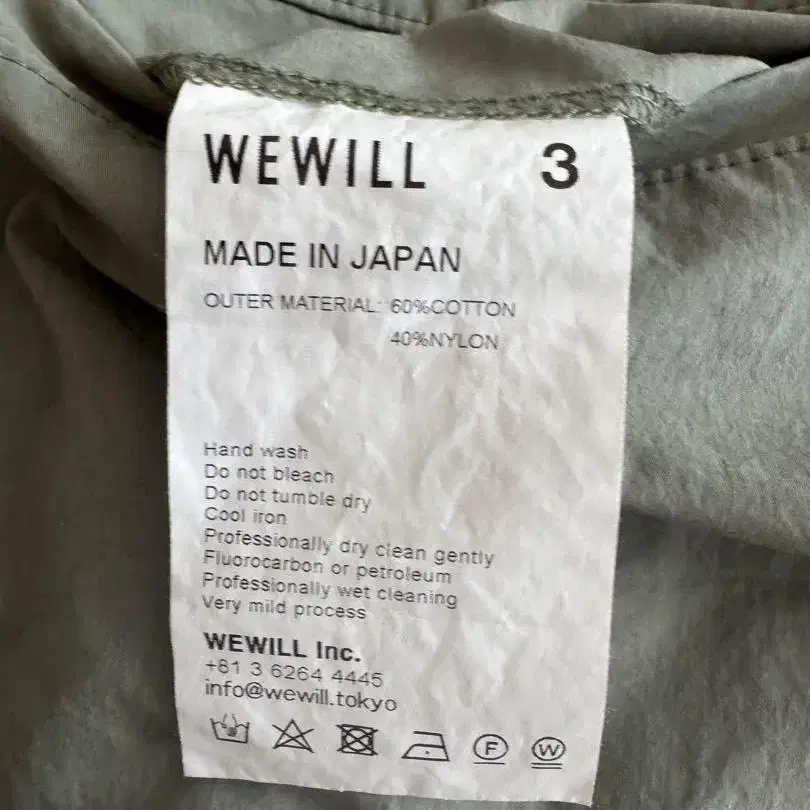 WEWILL 3
MADE IN JAPAN
OUTER MATERIAL: 60%COTTON
40%NYLON
Hand wash
Do not bleach
Do not tumble dry
Cool iron
Professionally dry clean gently
Fluorocarbon or petroleum
Professionally wet cleaning
Very mild process
WEWILL Inc.
+81 3 6264 4445
info@wewill.tokyo
F W